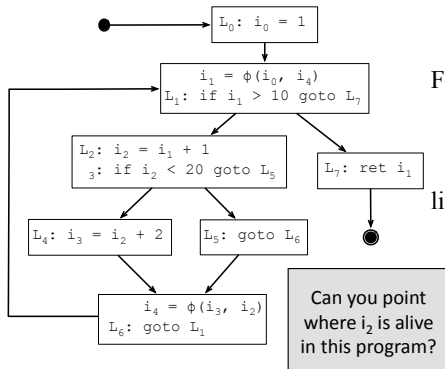 L₀: i₀ = 1
i₁ = ϕ(i₀, i₄)
L₁: if i₁ > 10 goto L₇
F
L₂: i₂ = i₁ + 1
3: if i₂ < 20 goto L₅
L₇: ret i₁
li
L₄: i₃ = i₂ + 2
L₅: goto L₆
i₄ = ϕ(i₃, i₂)
L₆: goto L₁
Can you point
where i₂ is alive
in this program?